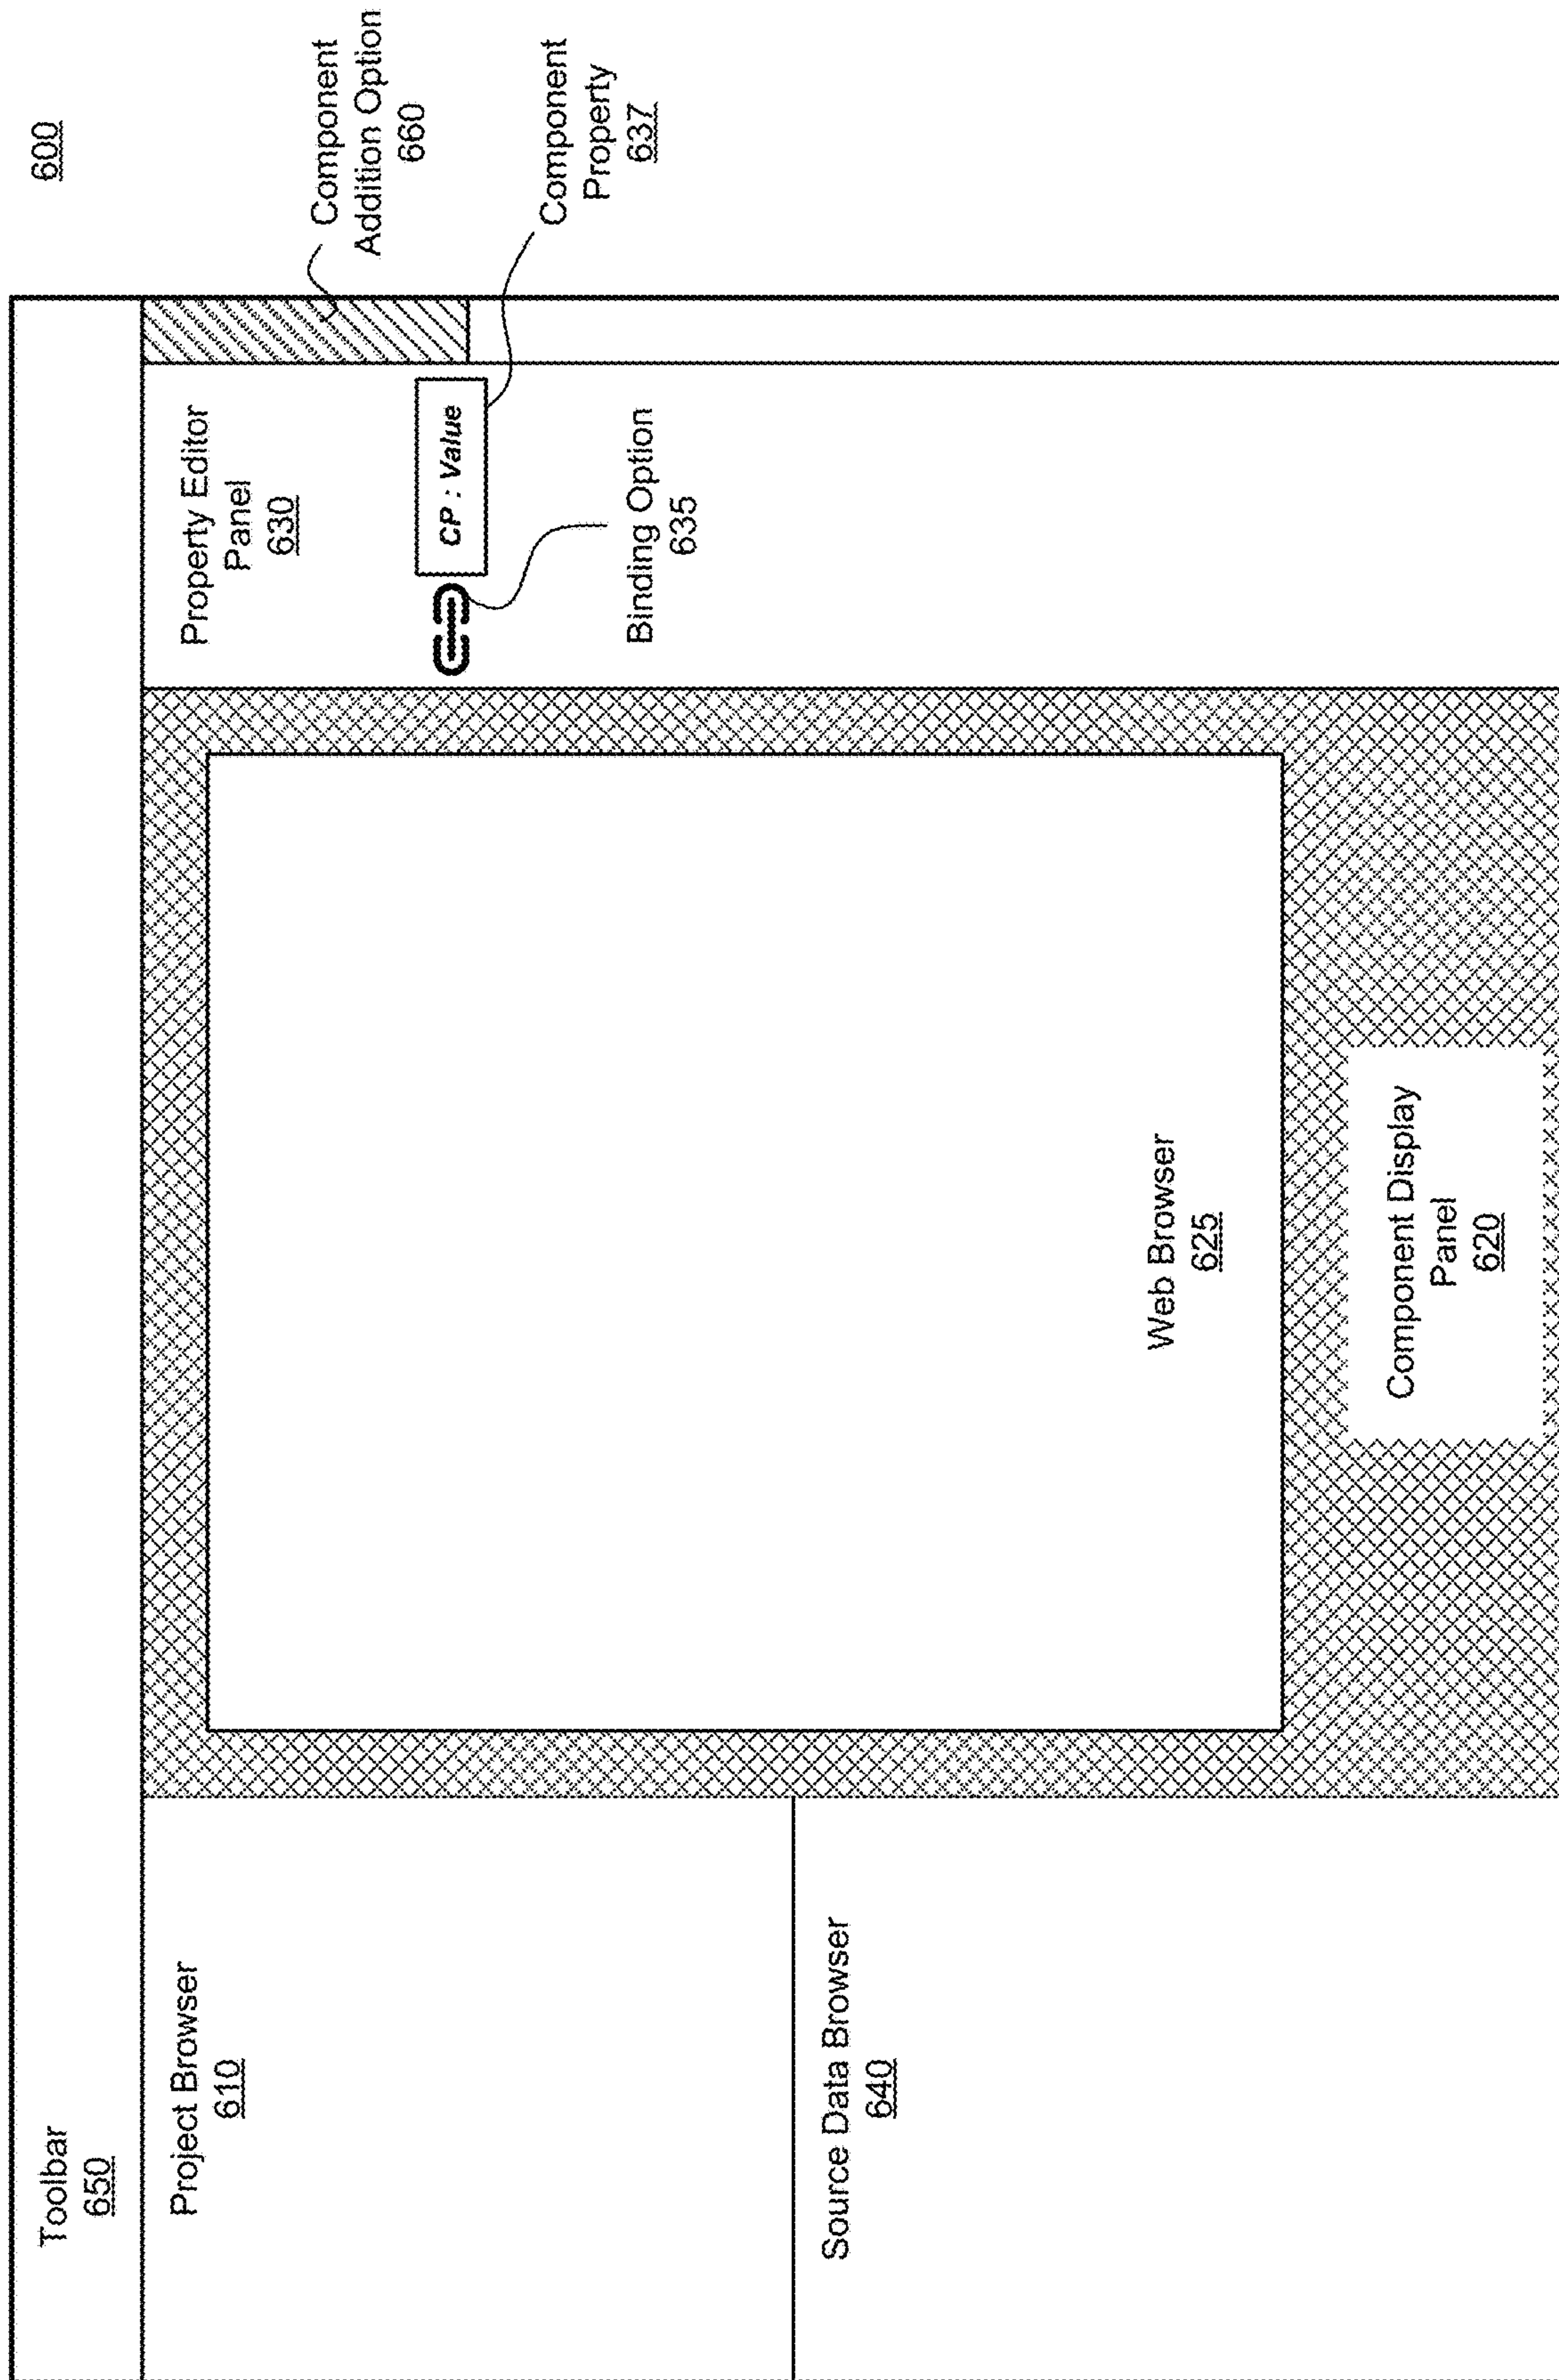 600
Toolbar
650
Project Browser
610
Source Data Browser
640
Web Browser
625
Component Display
Panel
620
Property Editor
Panel
630
CP : Value
Binding Option
635
Component
Addition Option
660
Component
Property
637